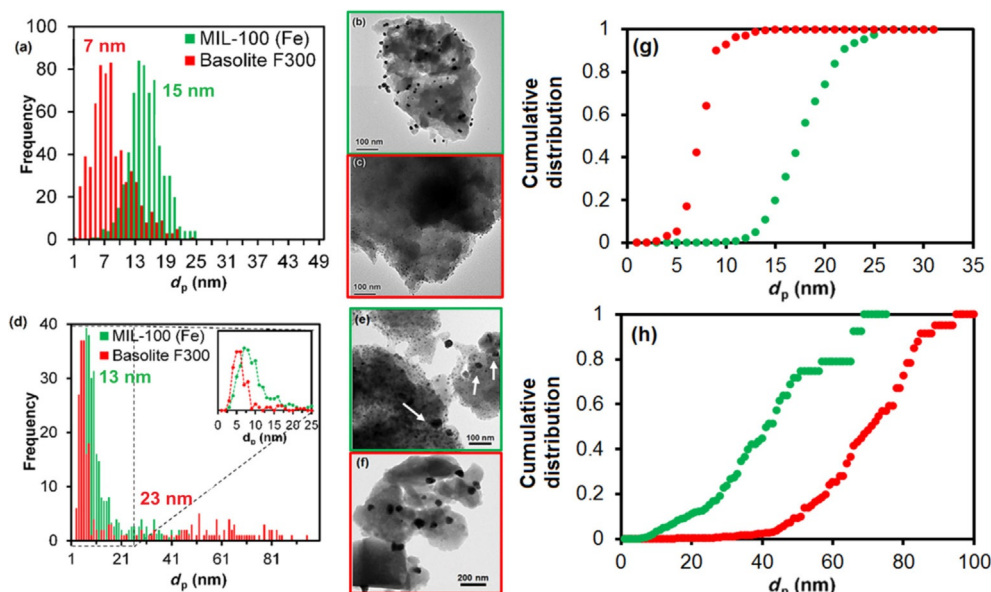 (a)
MIL-100 (Fe)
Basolite F300
7 nm
15 nm
100
80
60
40
20
0
Frequency
1 7 13 19 25 31 37 43 49
dp (nm)
(b)
100 nm
(c)
100 nm
(g)
1
0.8
0.6
0.4
0.2
0
Cumulative
distribution
0 5 10 15 20 25 30 35
dp (nm)
(d)
MIL-100 (Fe)
Basolite F300
13 nm
23 nm
40
30
20
10
0
Frequency
1 21 41 61 81
dp (nm)
0 5 10 15 20 25
dp (nm)
(e)
100 nm
(f)
200 nm
(h)
1
0.8
0.6
0.4
0.2
0
Cumulative
distribution
0 20 40 60 80 100
dp (nm)